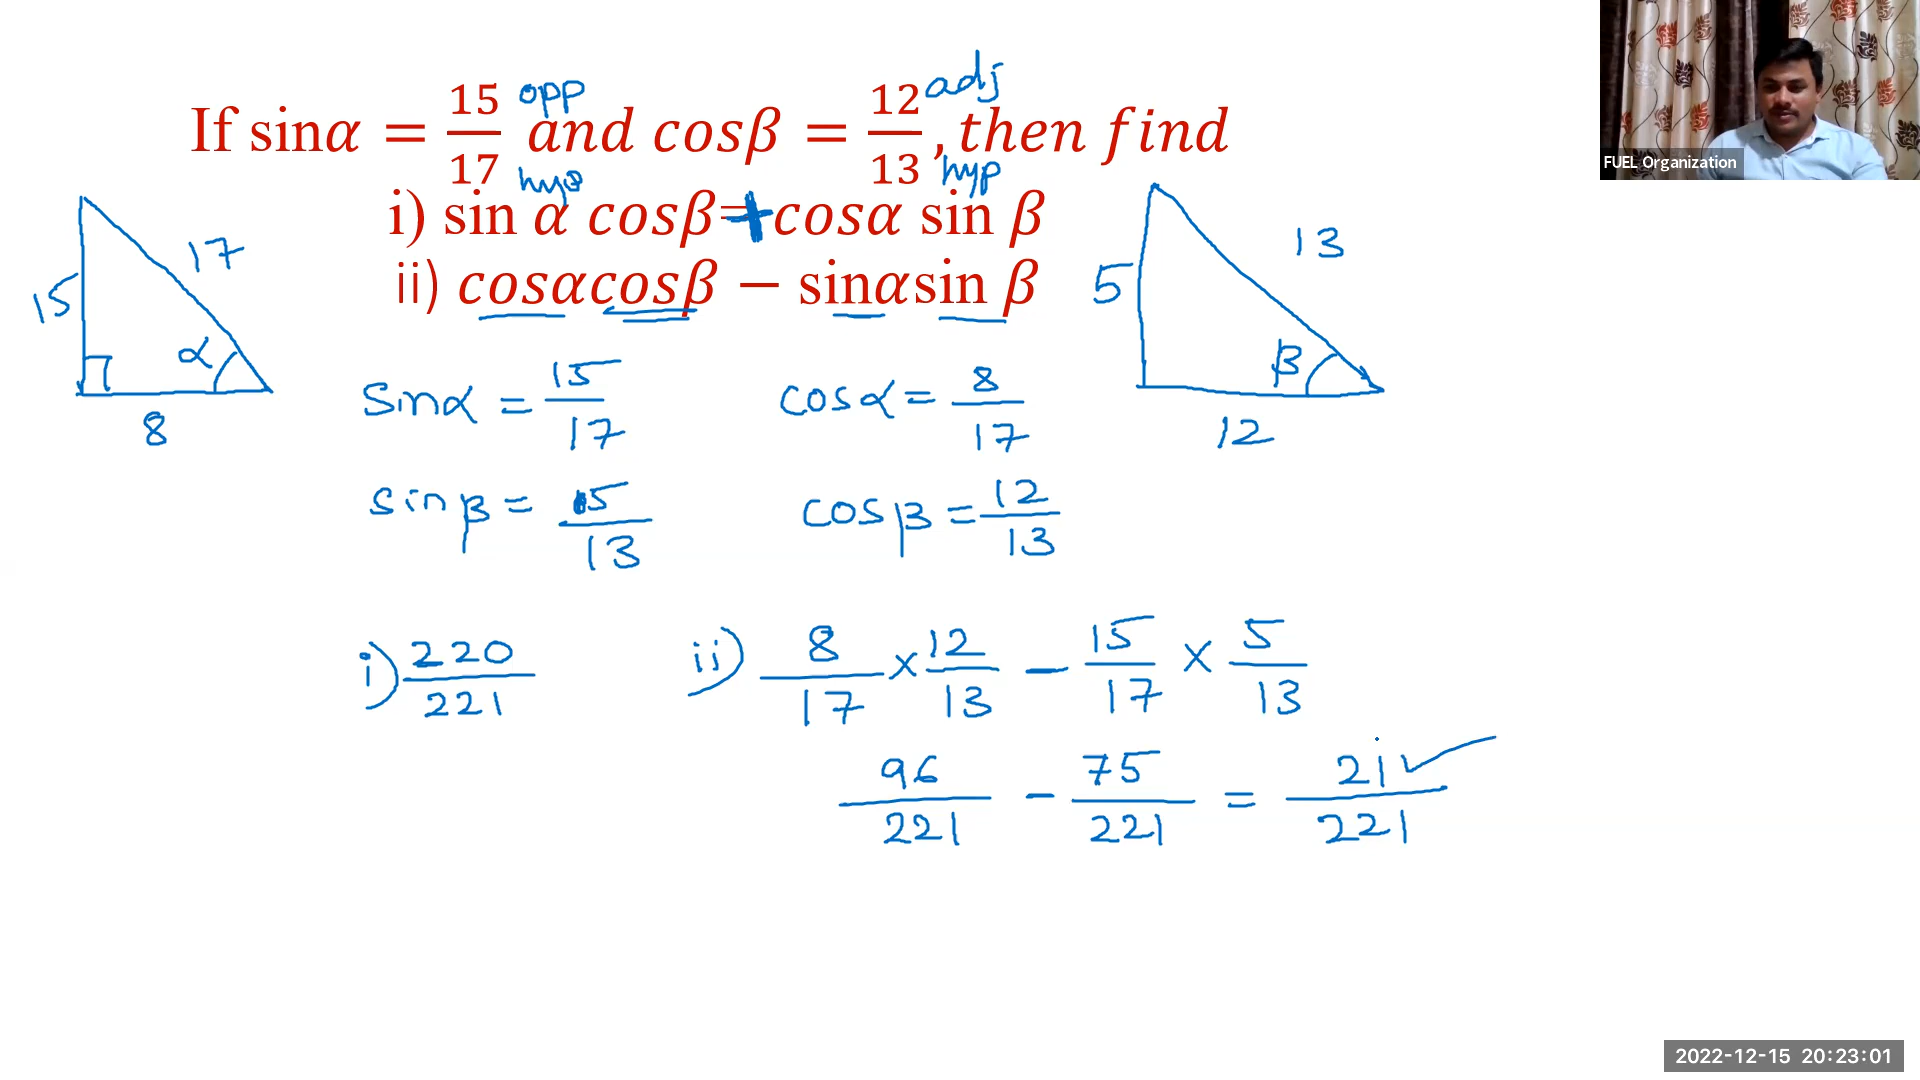 If sinα = 15/17 and cosβ = 12/13, then find
opp
hyp
adj
hyp
i) sin α cosβ + cosα sin β
ii) cosαcosβ − sinαsin β
17
15
α
8
13
5
β
12
sinα = 15/17
cosα = 8/17
sinβ = 5/13
cosβ = 12/13
i) 220/221
ii) 8/17 × 12/13 − 15/17 × 5/13
96/221 − 75/221 = 21/221
FUEL Organization
2022-12-15 20:23:01